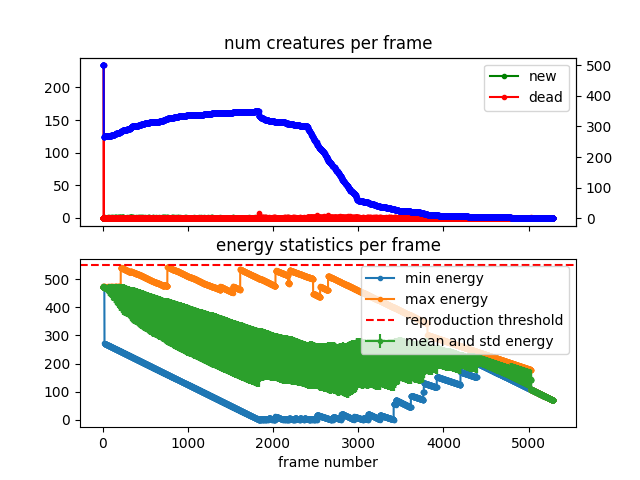 num creatures per frame
200
150
100
50
0
500
400
300
200
100
0
new
dead
energy statistics per frame
500
400
300
200
100
0
min energy
max energy
reproduction threshold
mean and std energy
0 1000 2000 3000 4000 5000
frame number